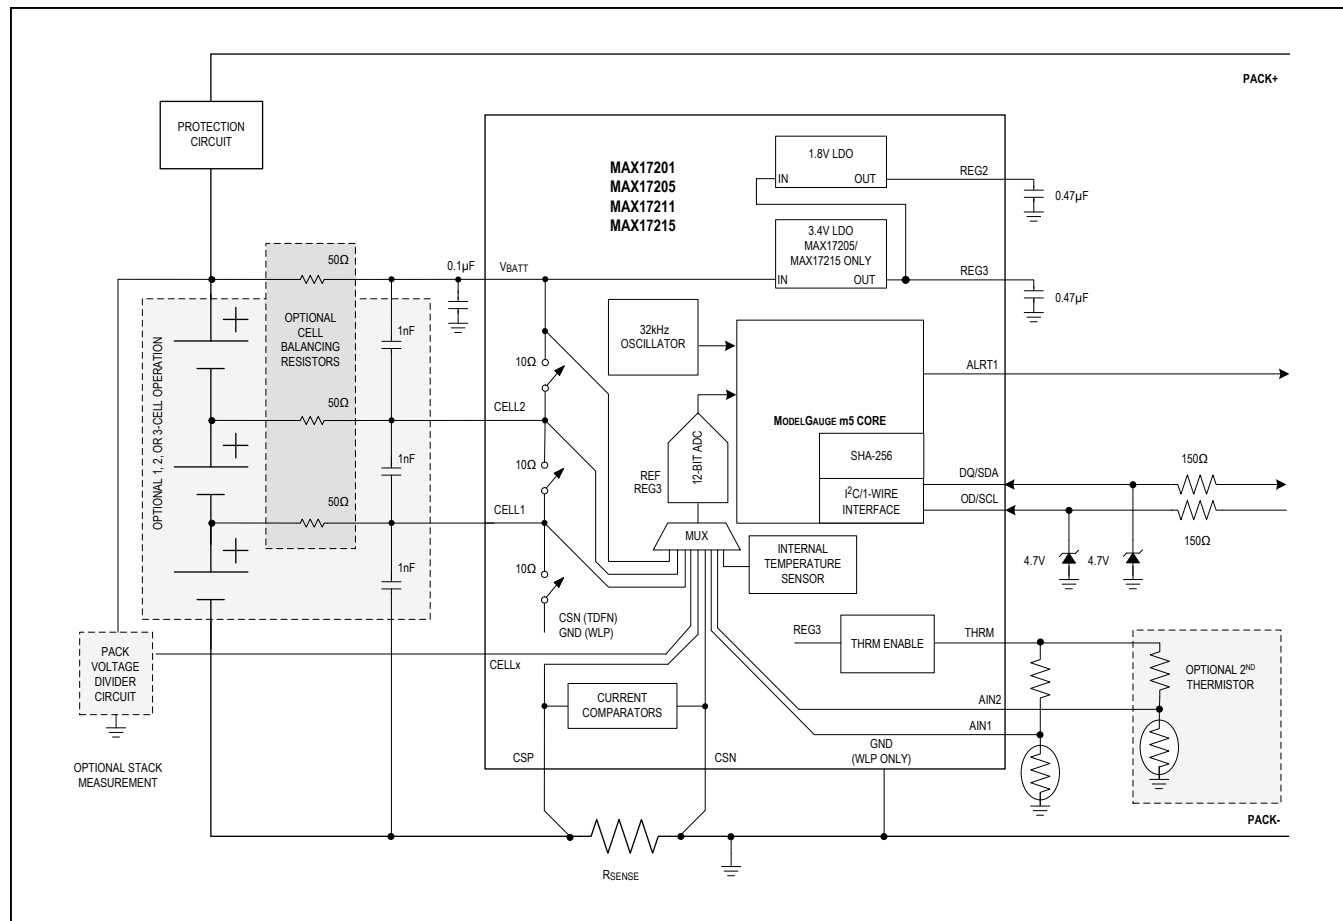 PACK+
PROTECTION
CIRCUIT
MAX17201
MAX17205
MAX17211
MAX17215
1.8V LDO
IN
OUT
REG2
0.47µF
3.4V LDO
MAX17205/
MAX17215 ONLY
IN
OUT
REG3
0.47µF
50Ω
0.1µF
VBATT
OPTIONAL 1, 2, OR 3-CELL OPERATION
OPTIONAL
CELL
BALANCING
RESISTORS
1nF
10Ω
32kHz
OSCILLATOR
ALRT1
50Ω
CELL2
MODELGAUGE m5 CORE
1nF
10Ω
REF
REG3
12-BIT ADC
SHA-256
I2C/1-WIRE
INTERFACE
DQ/SDA
OD/SCL
150Ω
150Ω
50Ω
CELL1
MUX
INTERNAL
TEMPERATURE
SENSOR
4.7V
4.7V
1nF
10Ω
CSN (TDFN)
GND (WLP)
REG3
THRM ENABLE
THRM
PACK
VOLTAGE
DIVIDER
CIRCUIT
CELLx
OPTIONAL 2ND
THERMISTOR
CURRENT
COMPARATORS
AIN2
AIN1
CSP
CSN
GND
(WLP ONLY)
OPTIONAL STACK
MEASUREMENT
PACK-
RSENSE